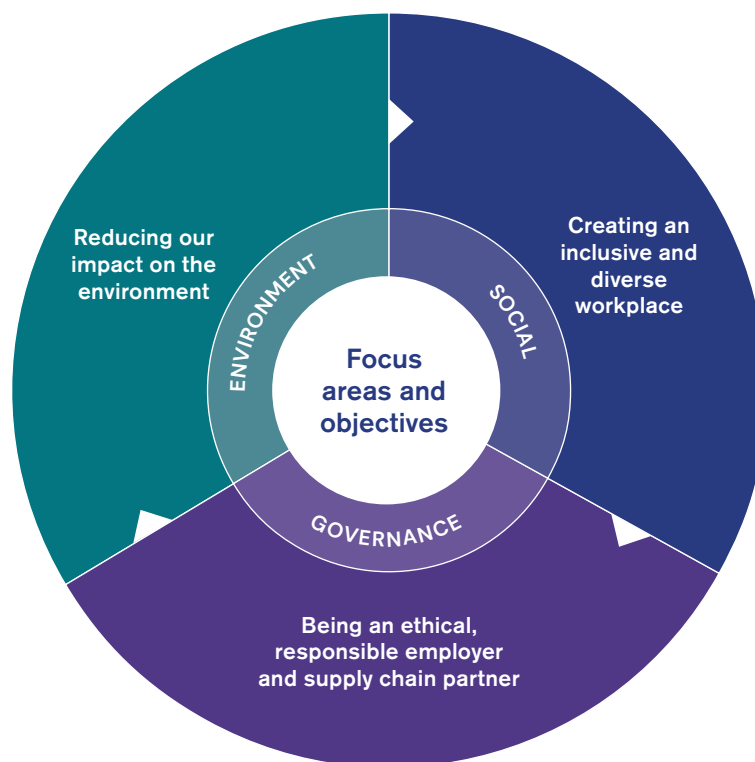 Reducing our
impact on the
environment
ENVIRONMENT
Focus
areas and
objectives
SOCIAL
Creating an
inclusive and
diverse
workplace
GOVERNANCE
Being an ethical,
responsible employer
and supply chain partner